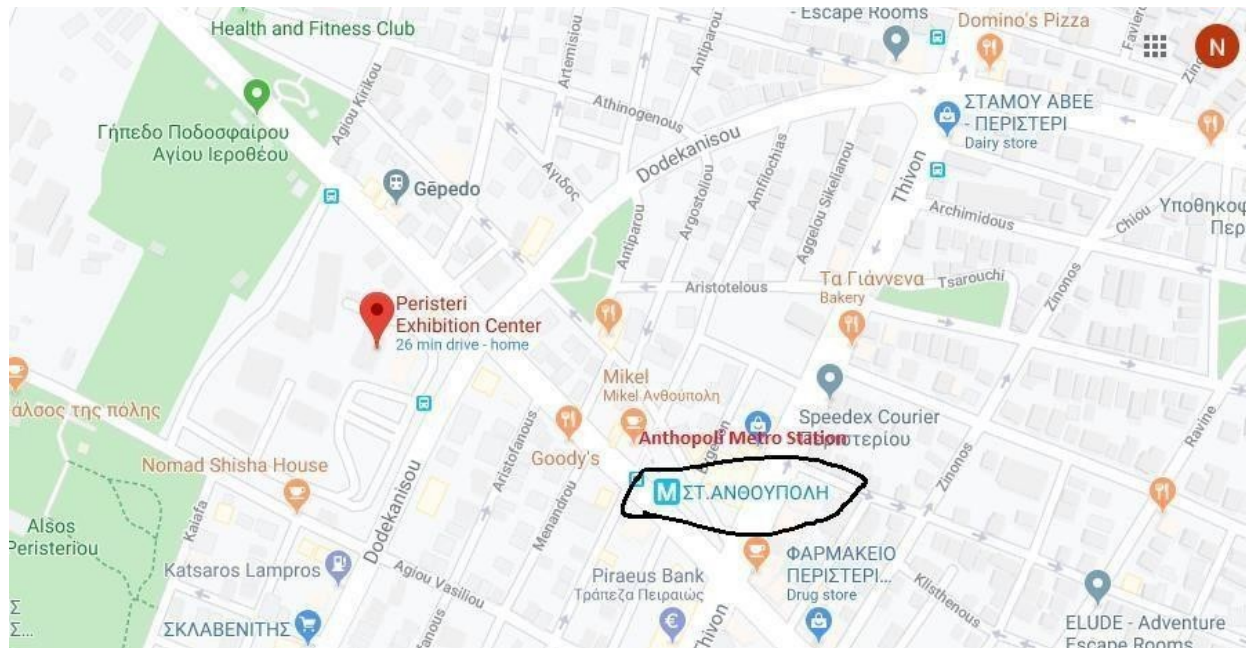 - Escape Rooms
Domino's Pizza
Health and Fitness Club
N
Artemisiou
Antiparou
Agiou Kirikou
Athinogenous
Dodekanisou
ΣΤΑΜΟΥ ΑΒΕΕ
- ΠΕΡΙΣΤΕΡΙ
Dairy store
Γήπεδο Ποδοσφαίρου
Αγίου Ιεροθέου
Gēpedo
Αγιδος
Argostoliou
Amfilochias
Aggelou Sikelianou
Thivon
Archimidous
Chiou
Zinonos
Antiparou
Aristotelous
Τα Γιάννενα
Bakery
Tsarouchi
Zinonos
Peristeri
Exhibition Center
26 min drive - home
Mikel
Mikel Ανθούπολη
άλσος της πόλης
Speedex Courier
Περιστερίου
Anthopoli Metro Station
Ravine
Goody's
Nomad Shisha House
Aristofanous
Menandrou
M
ΣΤ.ΑΝΘΟΥΠΟΛΗ
Zinonos
Kaiafa
Dodekanisou
Alsos
Peristeriou
Katsaros Lampros
Agiou Vasiliou
Piraeus Bank
Τράπεζα Πειραιώς
ΦΑΡΜΑΚΕΙΟ
ΠΕΡΙΣΤΕΡΙ...
Drug store
Klisthenous
ΣΚΛΑΒΕΝΙΤΗΣ
Thivon
ELUDE - Adventure
Escape Rooms